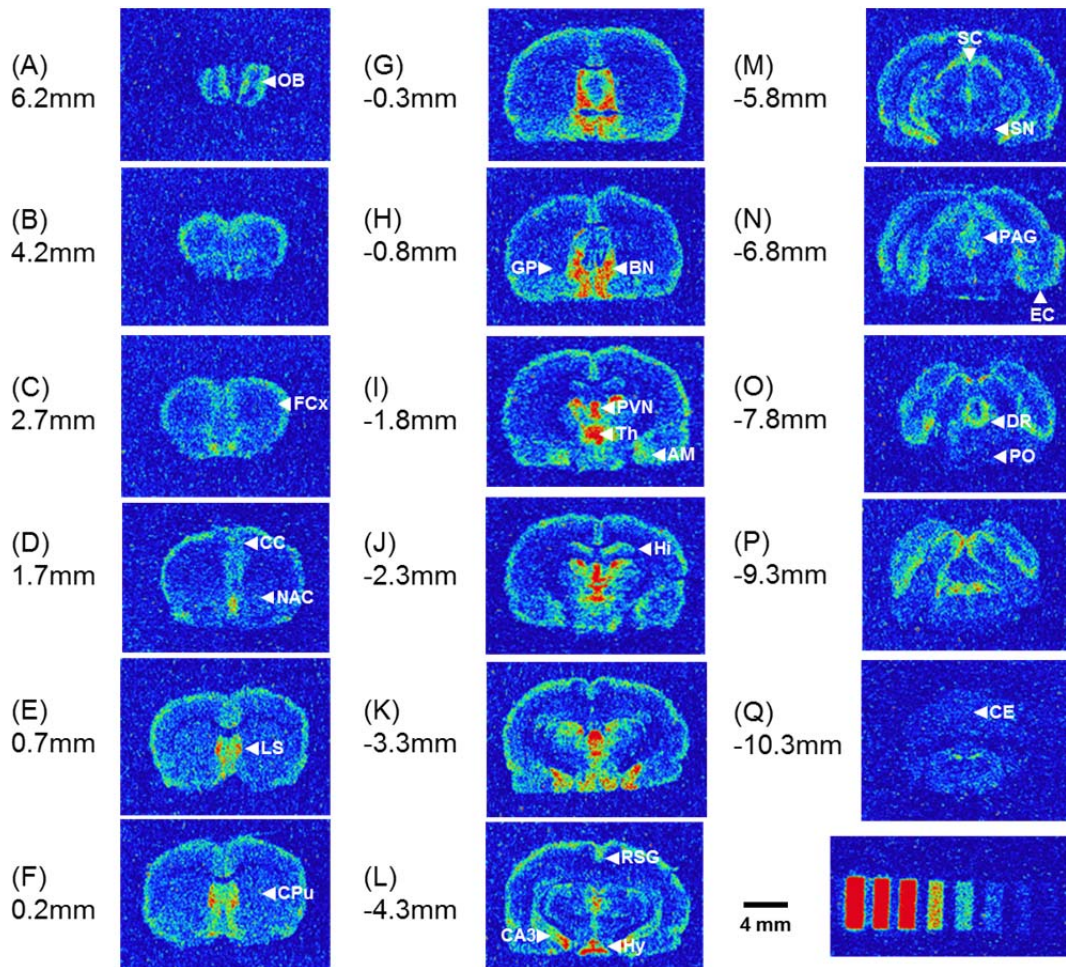 (A)
6.2mm
OB
(B)
4.2mm
(C)
2.7mm
FCx
(D)
1.7mm
CC
NAC
(E)
0.7mm
LS
(F)
0.2mm
CPu
(G)
-0.3mm
(H)
-0.8mm
GP
BN
(I)
-1.8mm
PVN
Th
AM
(J)
-2.3mm
Hi
(K)
-3.3mm
(L)
-4.3mm
RSG
CA3
Hy
(M)
-5.8mm
SC
SN
(N)
-6.8mm
PAG
EC
(O)
-7.8mm
DR
PO
(P)
-9.3mm
(Q)
-10.3mm
CE
4 mm